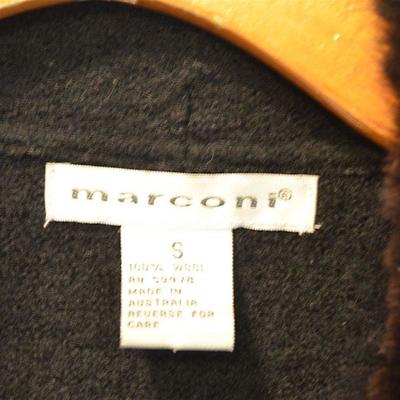 marconi®
S
100% WOOL
RN 59978
MADE IN
AUSTRALIA
REVERSE FOR
CARE